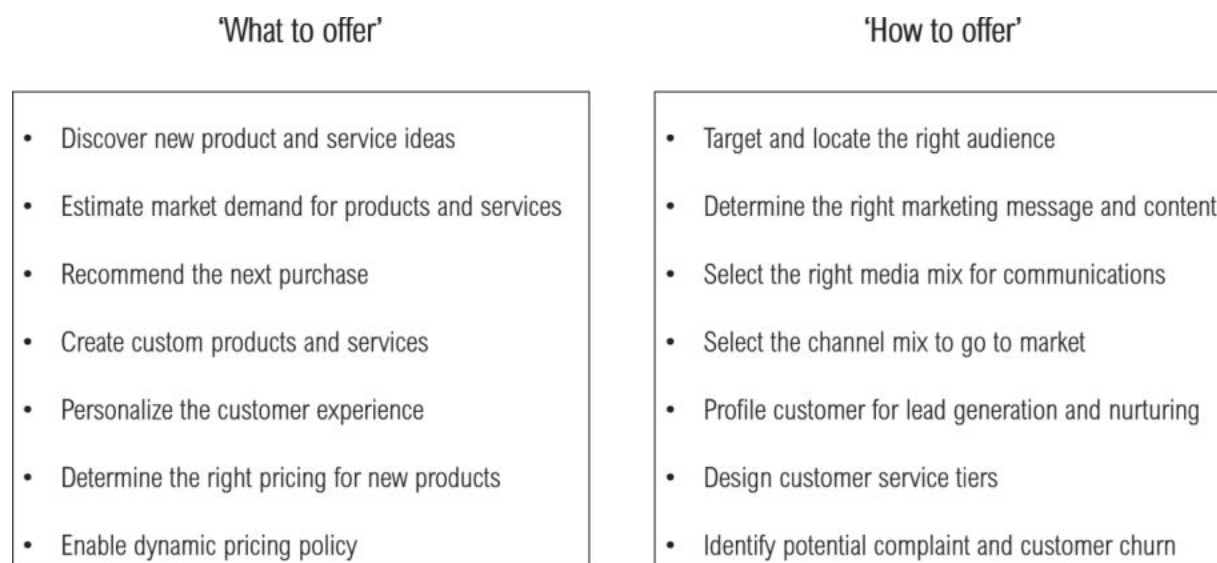 'What to offer'
• Discover new product and service ideas
• Estimate market demand for products and services
• Recommend the next purchase
• Create custom products and services
• Personalize the customer experience
• Determine the right pricing for new products
• Enable dynamic pricing policy
'How to offer'
• Target and locate the right audience
• Determine the right marketing message and content
• Select the right media mix for communications
• Select the channel mix to go to market
• Profile customer for lead generation and nurturing
• Design customer service tiers
• Identify potential complaint and customer churn